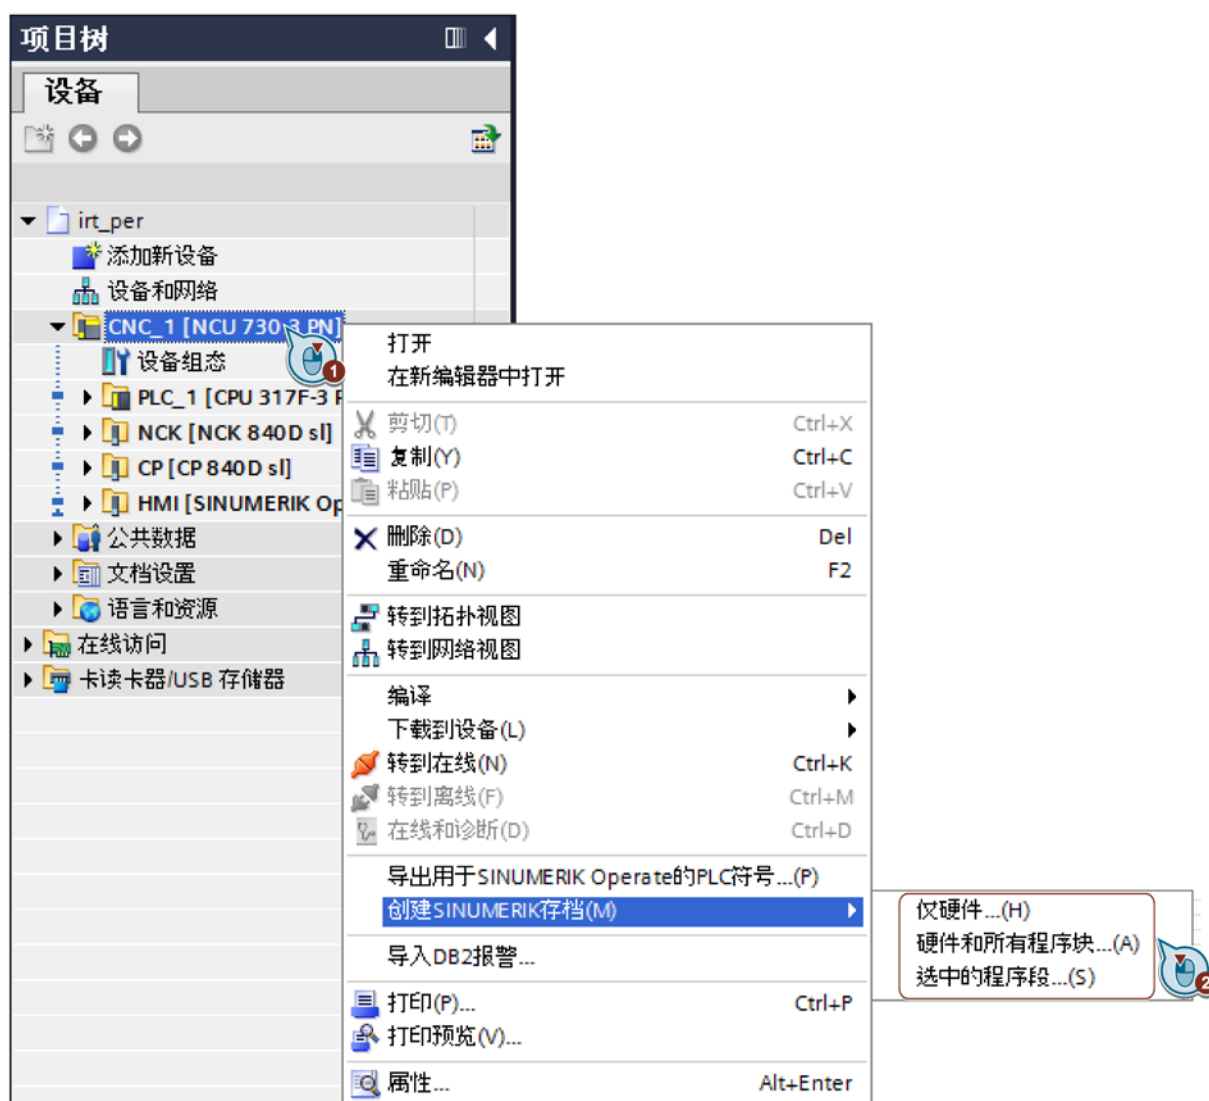 项目树
设备
irt_per
添加新设备
设备和网络
CNC_1 [NCU 730-3 PN]
设备组态
PLC_1 [CPU 317F-3 P
NCK [NCK 840D sl]
CP [CP 840D sl]
HMI [SINUMERIK Op
公共数据
文档设置
语言和资源
在线访问
卡读卡器/USB 存储器
1
打开
在新编辑器中打开
剪切(T) Ctrl+X
复制(Y) Ctrl+C
粘贴(P) Ctrl+V
删除(D) Del
重命名(N) F2
转到拓扑视图
转到网络视图
编译
下载到设备(L)
转到在线(N) Ctrl+K
转到离线(F) Ctrl+M
在线和诊断(D) Ctrl+D
导出用于SINUMERIK Operate的PLC符号...(P)
创建SINUMERIK存档(M)
导入DB2报警...
打印(P)... Ctrl+P
打印预览(V)...
属性... Alt+Enter
仅硬件...(H)
硬件和所有程序块...(A)
选中的程序段...(S)
2